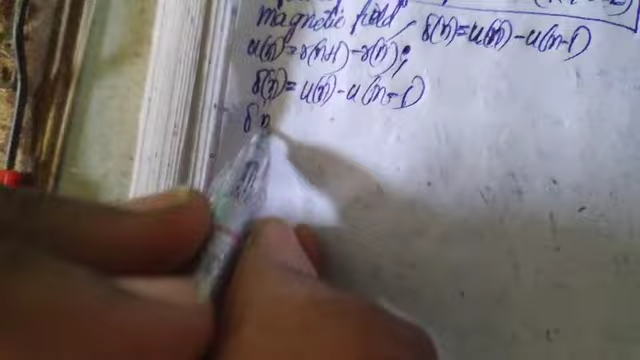 magnetic field, δ(n)=u(n)-u(n-1)
u(n)=r(n+1)-r(n);
δ(n)=u(n)-u(n-1)
δ n